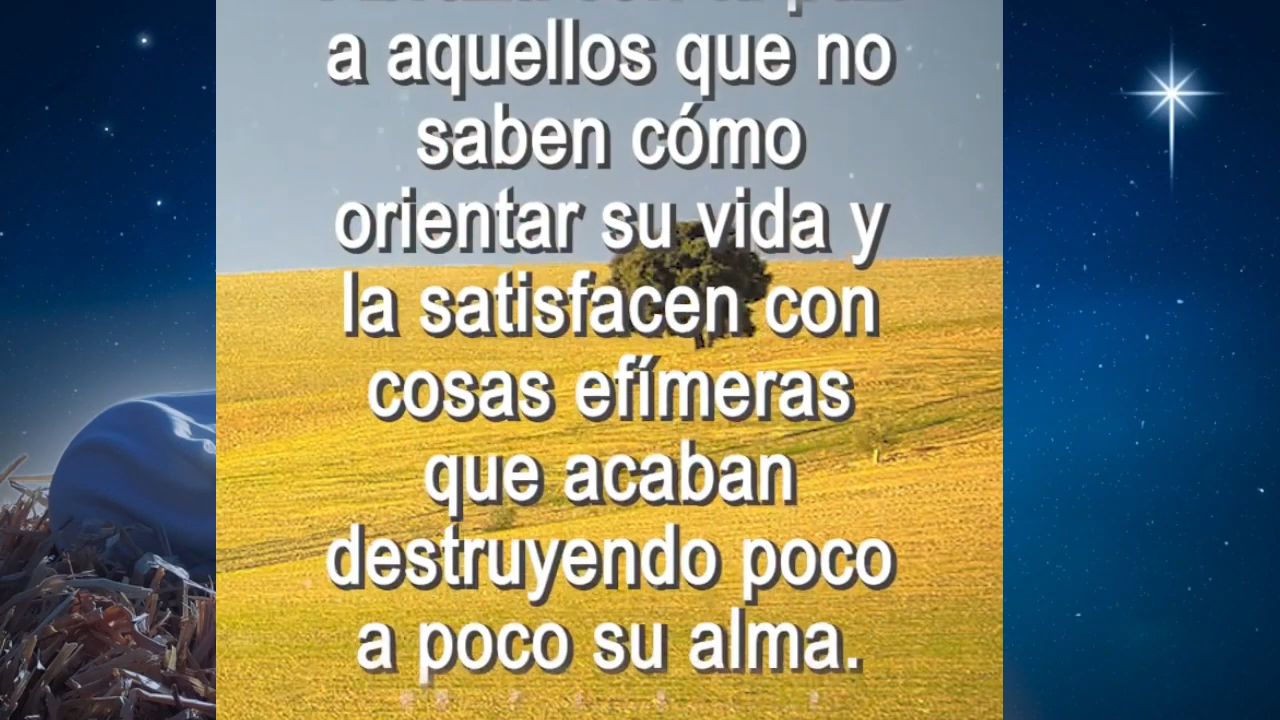 a aquellos que no
saben cómo
orientar su vida y
la satisfacen con
cosas efímeras
que acaban
destruyendo poco
a poco su alma.